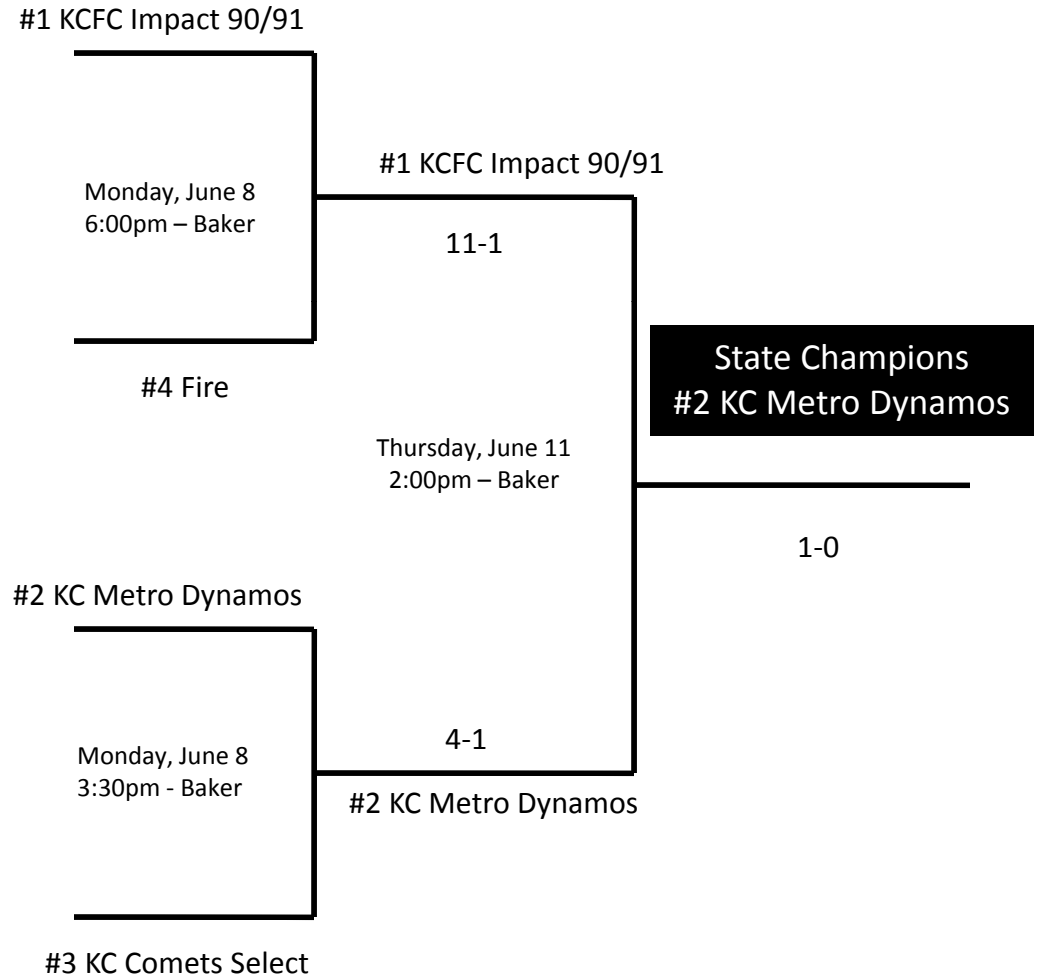 #1 KCFC Impact 90/91
#1 KCFC Impact 90/91
Monday, June 8
6:00pm – Baker
11-1
#4 Fire
State Champions
#2 KC Metro Dynamos
Thursday, June 11
2:00pm – Baker
1-0
#2 KC Metro Dynamos
4-1
Monday, June 8
3:30pm - Baker
#2 KC Metro Dynamos
#3 KC Comets Select